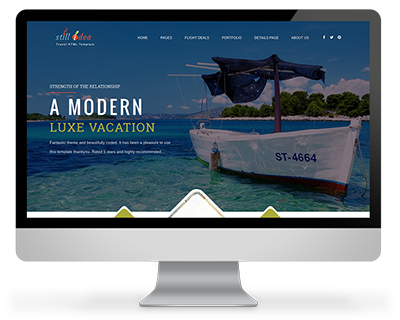 still idea
Travel HTML Template
HOME PAGES FLIGHT DEALS PORTFOLIO DETAILS PAGE ABOUT US
STRENGTH OF THE RELATIONSHIP
A MODERN
LUXE VACATION
Fantastic theme and beautifully coded. It has been a pleasure to use
this template thankyou. Rated 5 stars and highly recommended...
ST-4664